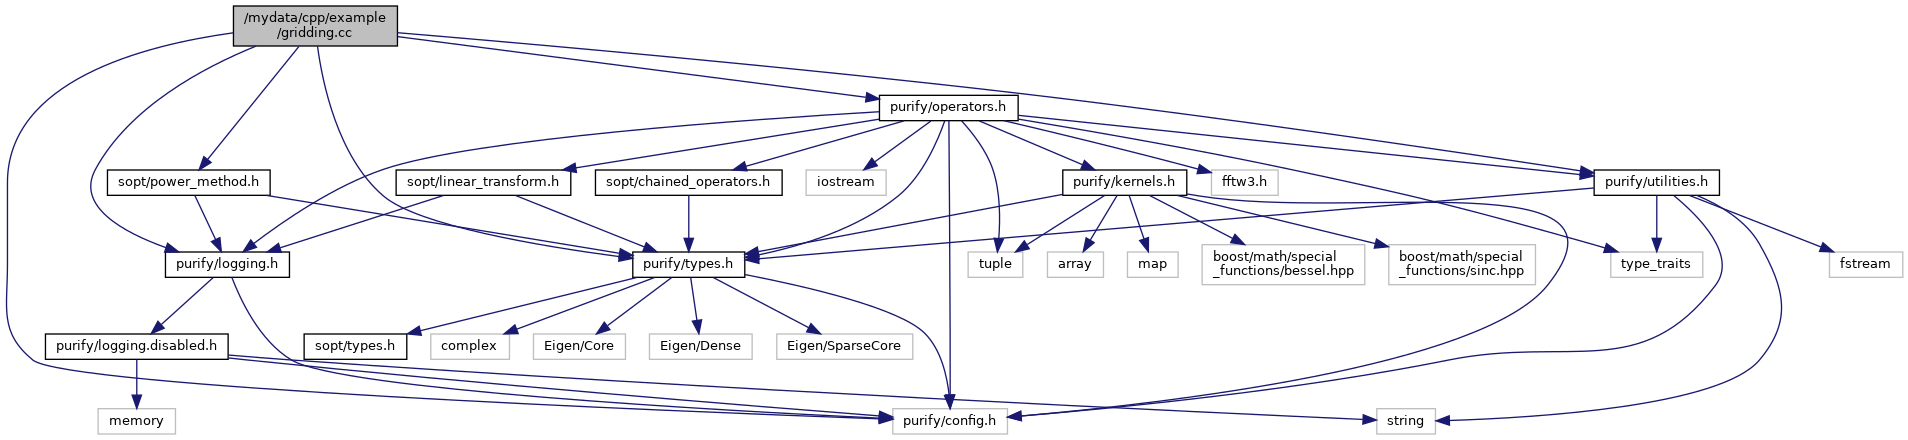 /mydata/cpp/example
/gridding.cc
purify/operators.h
sopt/power_method.h
sopt/linear_transform.h
sopt/chained_operators.h
iostream
purify/kernels.h
fftw3.h
purify/utilities.h
purify/logging.h
purify/types.h
tuple
array
map
boost/math/special
_functions/bessel.hpp
boost/math/special
_functions/sinc.hpp
type_traits
fstream
purify/logging.disabled.h
sopt/types.h
complex
Eigen/Core
Eigen/Dense
Eigen/SparseCore
memory
purify/config.h
string